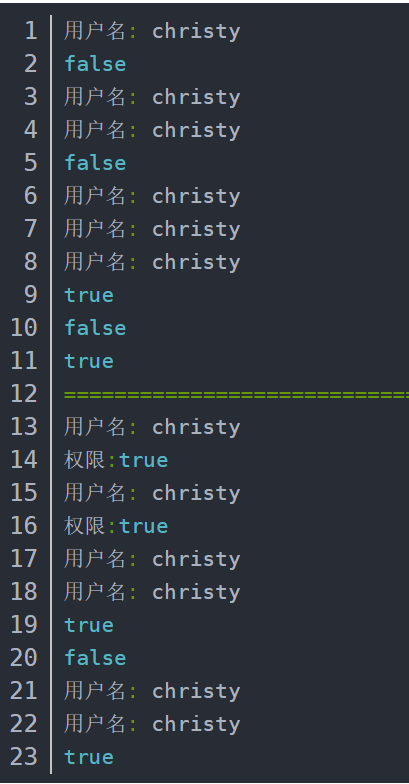 1 用户名: christy
2 false
3 用户名: christy
4 用户名: christy
5 false
6 用户名: christy
7 用户名: christy
8 用户名: christy
9 true
10 false
11 true
12 =================================
13 用户名: christy
14 权限:true
15 用户名: christy
16 权限:true
17 用户名: christy
18 用户名: christy
19 true
20 false
21 用户名: christy
22 用户名: christy
23 true